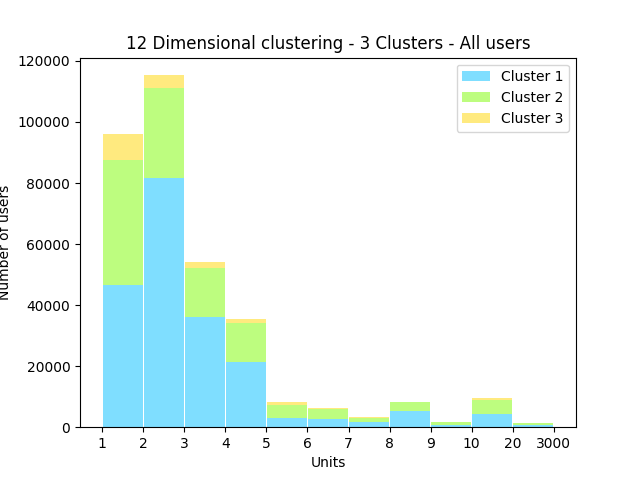 12 Dimensional clustering - 3 Clusters - All users
120000
100000
80000
60000
40000
20000
0
Number of users
Cluster 1
Cluster 2
Cluster 3
1 2 3 4 5 6 7 8 9 10 20 3000
Units